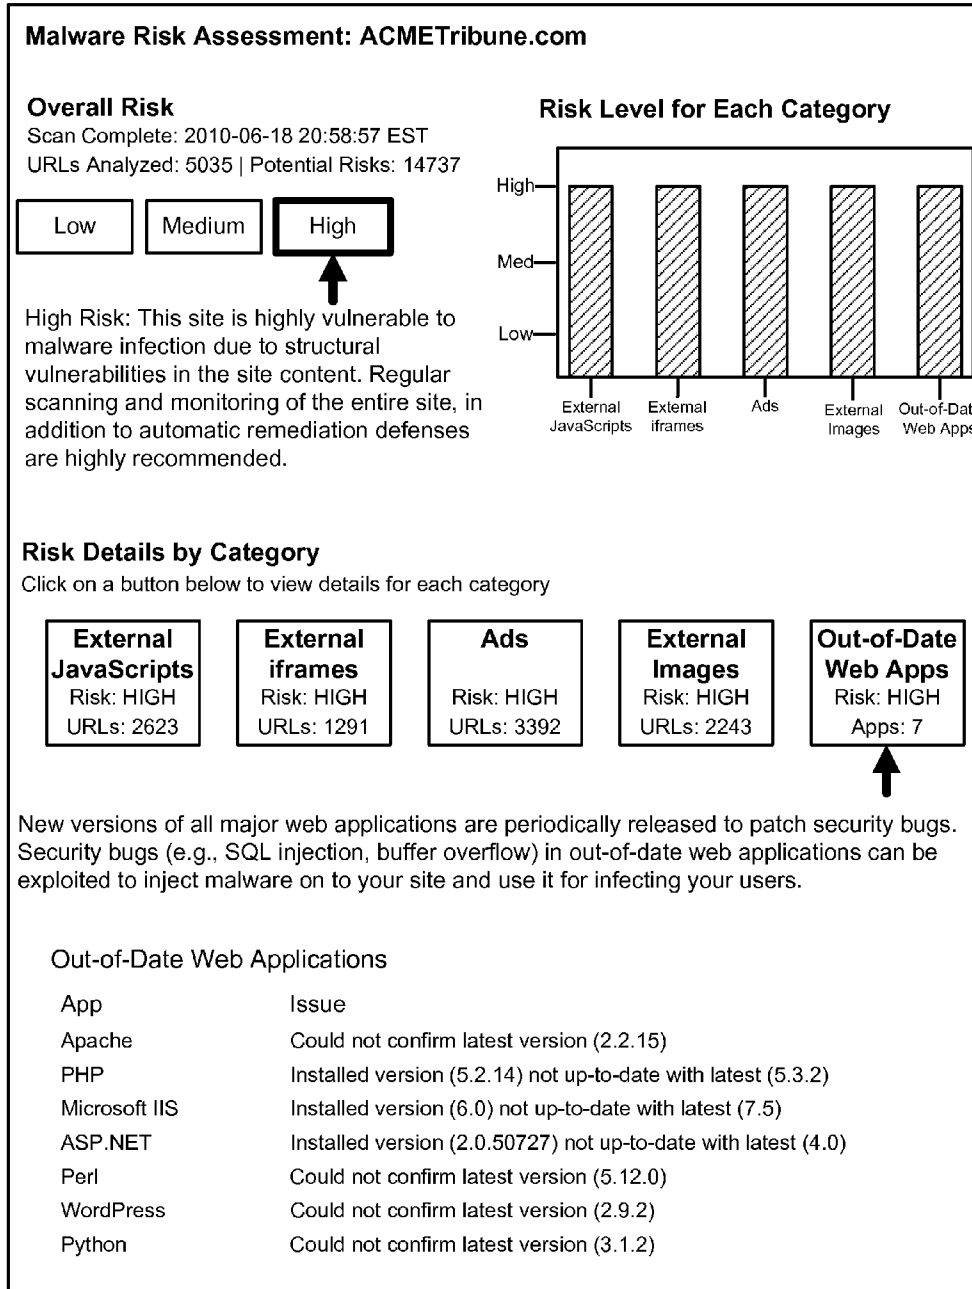 Malware Risk Assessment: ACMETribune.com
Overall Risk
Scan Complete: 2010-06-18 20:58:57 EST
URLs Analyzed: 5035 | Potential Risks: 14737
Low
Medium
High
High Risk: This site is highly vulnerable to
malware infection due to structural
vulnerabilities in the site content. Regular
scanning and monitoring of the entire site, in
addition to automatic remediation defenses
are highly recommended.
Risk Level for Each Category
High
Med
Low
External
JavaScripts
External
iframes
Ads
External
Images
Out-of-Dat
Web Apps
Risk Details by Category
Click on a button below to view details for each category
External
JavaScripts
Risk: HIGH
URLs: 2623
External
iframes
Risk: HIGH
URLs: 1291
Ads
Risk: HIGH
URLs: 3392
External
Images
Risk: HIGH
URLs: 2243
Out-of-Date
Web Apps
Risk: HIGH
Apps: 7
New versions of all major web applications are periodically released to patch security bugs.
Security bugs (e.g., SQL injection, buffer overflow) in out-of-date web applications can be
exploited to inject malware on to your site and use it for infecting your users.
Out-of-Date Web Applications
App Issue
Apache Could not confirm latest version (2.2.15)
PHP Installed version (5.2.14) not up-to-date with latest (5.3.2)
Microsoft IIS Installed version (6.0) not up-to-date with latest (7.5)
ASP.NET Installed version (2.0.50727) not up-to-date with latest (4.0)
Perl Could not confirm latest version (5.12.0)
WordPress Could not confirm latest version (2.9.2)
Python Could not confirm latest version (3.1.2)